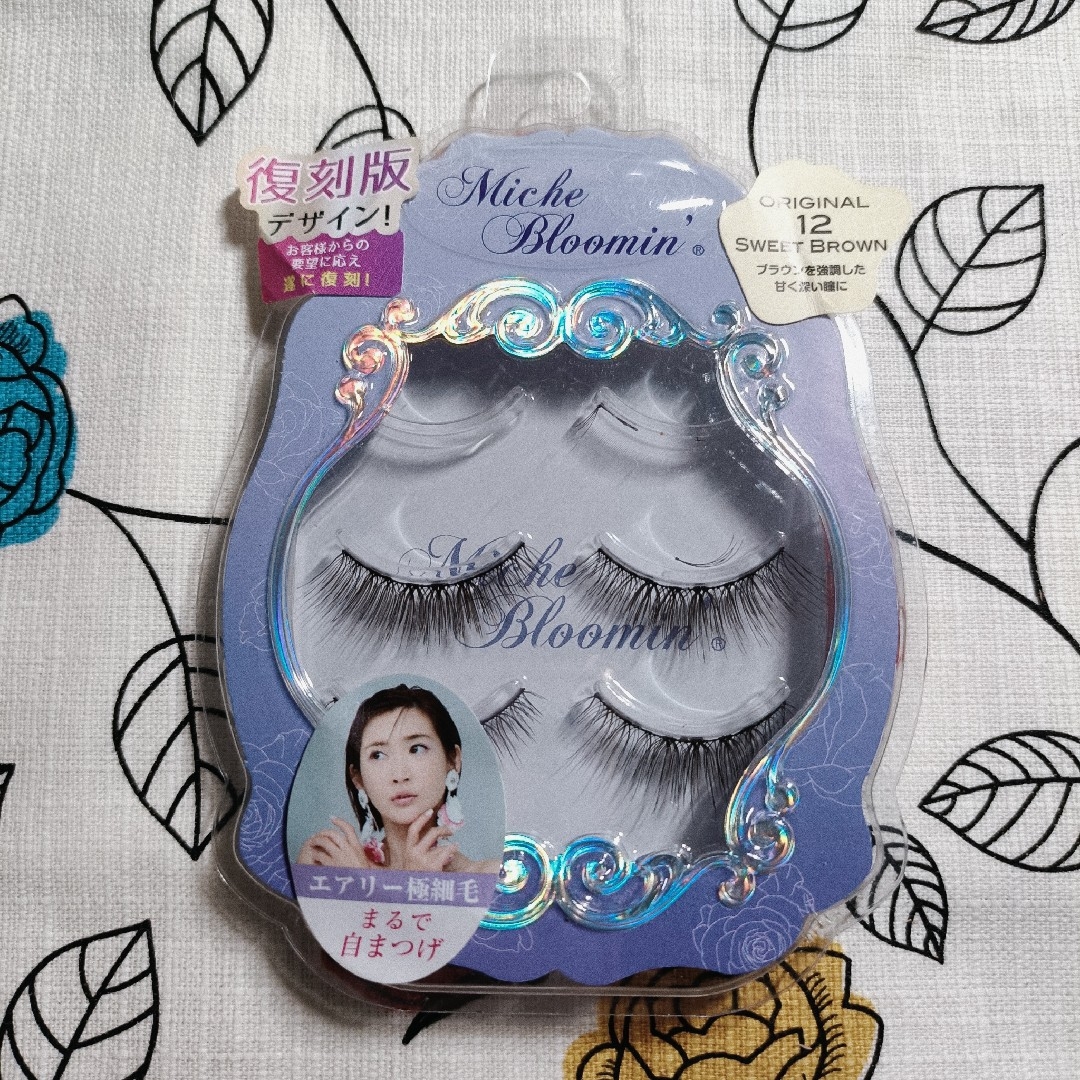 復刻版
デザイン!
お客様からの
要望に応え
遂に復刻!
Miche
Bloomin'®
ORIGINAL
12
SWEET BROWN
ブラウンを強調した
甘く深い瞳に
Miche
Bloomin'®
エアリー極細毛
まるで
自まつげ